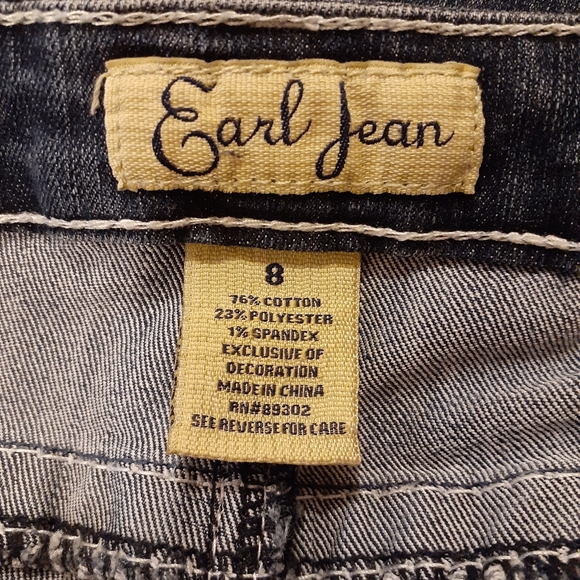 Earl Jean
8
76% COTTON
23% POLYESTER
1% SPANDEX
EXCLUSIVE OF
DECORATION
MADE IN CHINA
RN#89302
SEE REVERSE FOR CARE